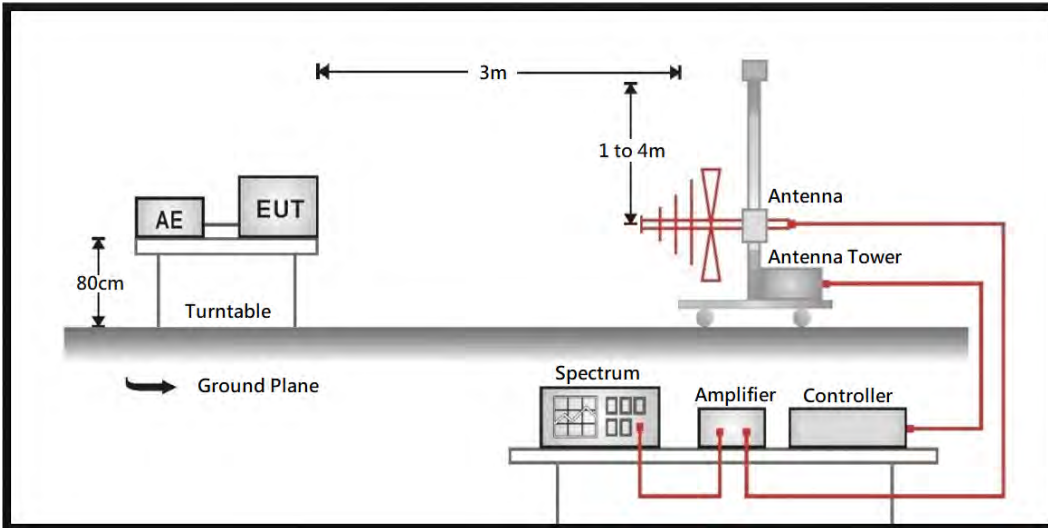 3m
1 to 4m
Antenna
AE
EUT
Antenna Tower
80cm
Turntable
Ground Plane
Spectrum
Amplifier
Controller